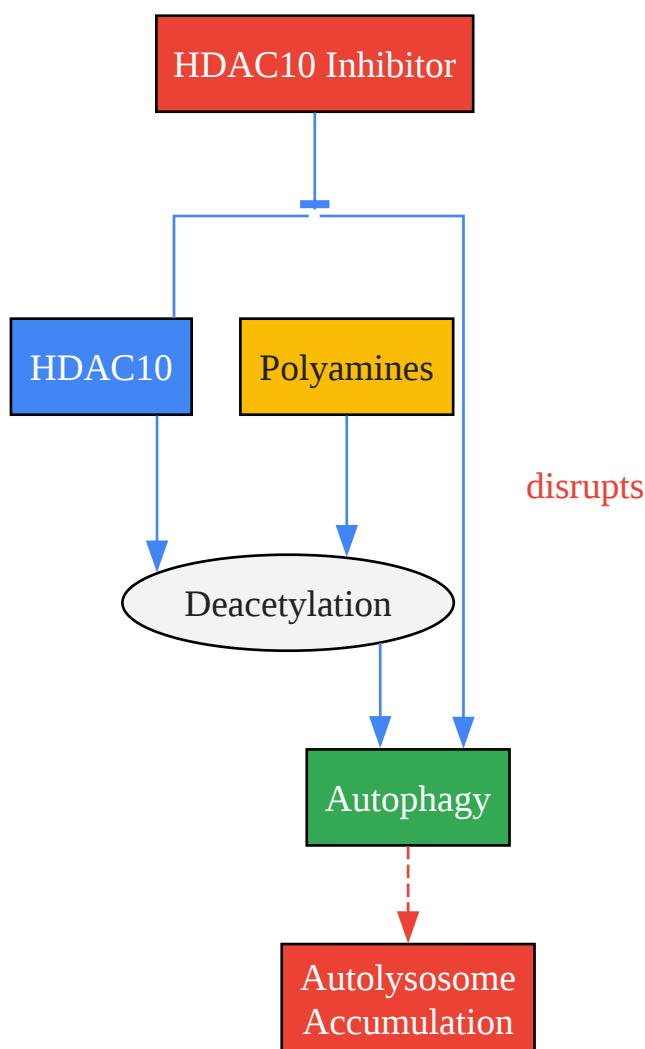 HDAC10 Inhibitor
HDAC10
Polyamines
disrupts
Deacetylation
Autophagy
Autolysosome
Accumulation